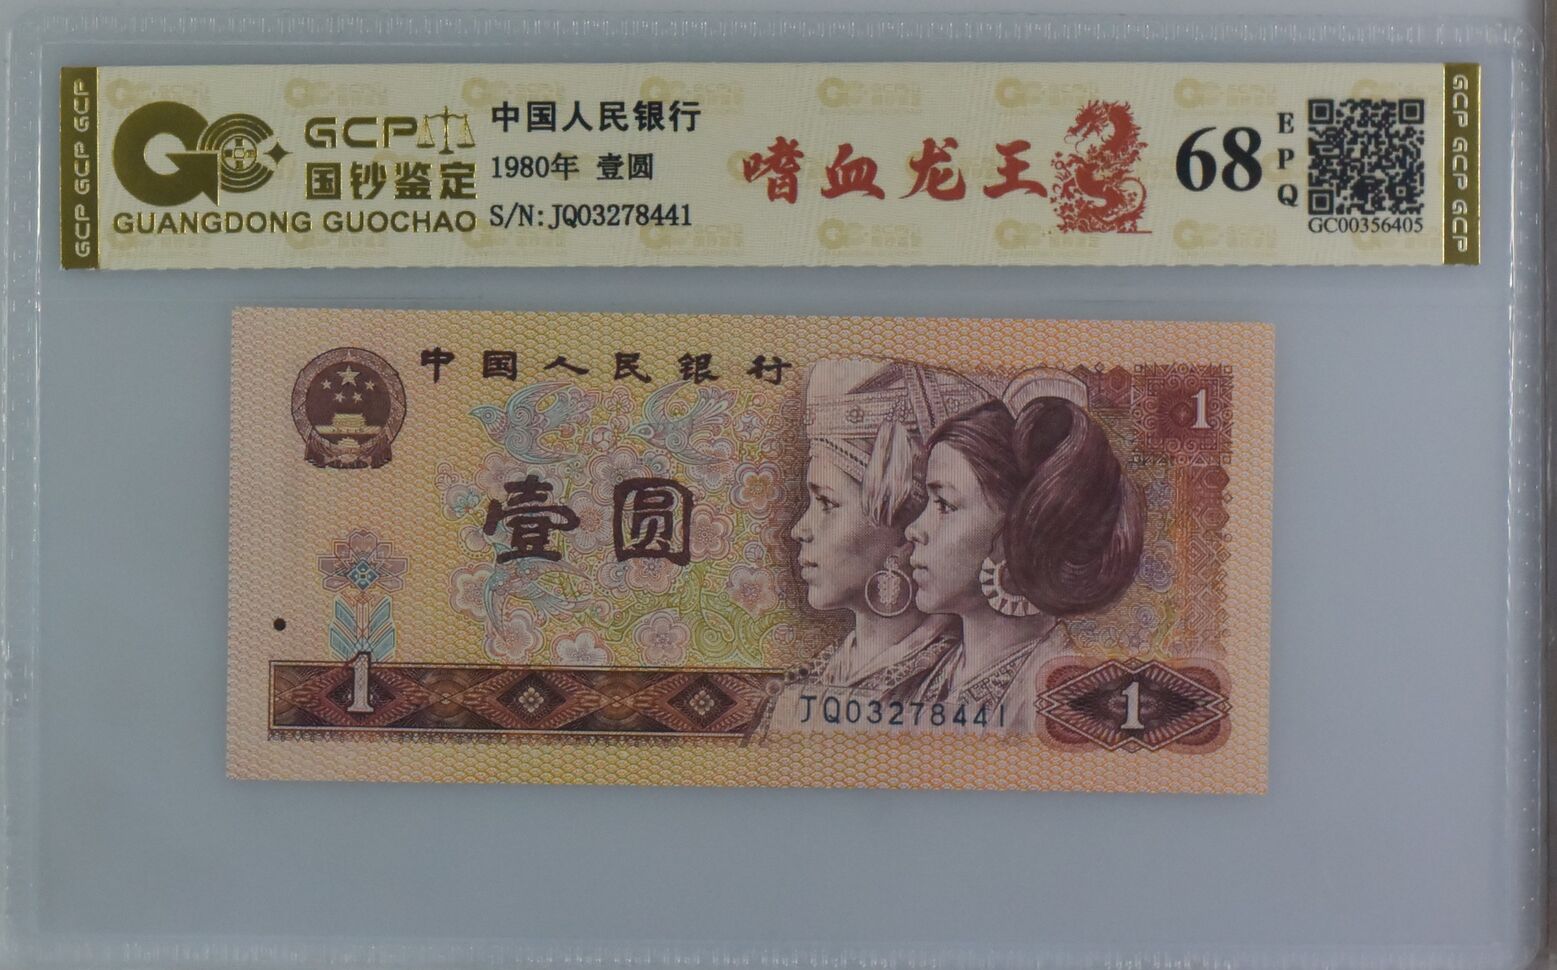 GCP GCP GCP
GCP
国钞鉴定
GUANGDONG GUOCHAO
中国人民银行
1980年 壹圆
S/N:JQ03278441
嗜血龙王
68
EPQ
GC00356405
GCP GCP GCP
中国人民银行
1
壹圆
1
JQ03278441
1